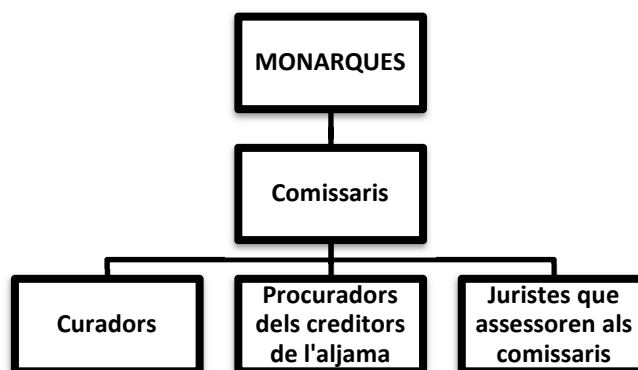 MONARQUES
Comissaris
Curadors
Procuradors
dels creditors
de l'aljama
Juristes que
assessoren als
comissaris